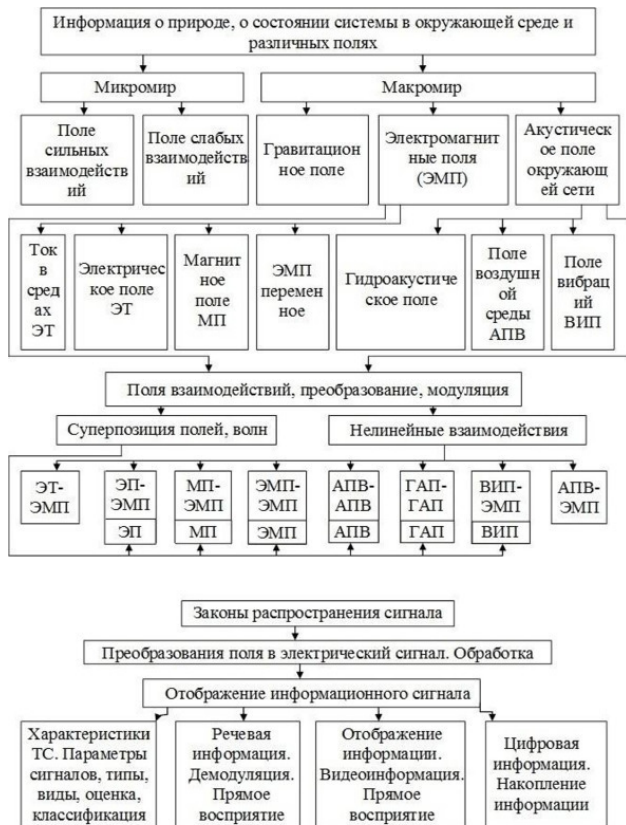 Информация о природе, о состоянии системы в окружающей среде и
различных полях
Микромир
Макромир
Поле
сильных
взаимодейств
ий
Поле слабых
взаимодейств
ий
Гравитацион
ное поле
Электромагнит
ные поля
(ЭМП)
Акустическо
е поле
окружающ
ей сети
Ток
в
сред
ах
ЭТ
Электричес
кое поле
ЭТ
Магнит
ное
поле
МП
ЭМП
перемен
ное
Гидроакустиче
ское поле
Поле
воздушн
ой
среды
АПВ
Поле
вибрац
ий
ВИП
Поля взаимодействий, преобразование, модуляция
Суперпозиция полей, волн
Нелинейные взаимодействия
ЭТ-
ЭМП
ЭП-
ЭМП
ЭП
МП-
ЭМП
МП
ЭМП-
ЭМП
ЭМП
АПВ-
АПВ
АПВ
ГАП-
ГАП
ГАП
ВИП-
ЭМП
ВИП
АПВ-
ЭМП
Законы распространения сигнала
Преобразования поля в электрический сигнал. Обработка
Отображение информационного сигнала
Характеристики
ТС. Параметры
сигналов, типы,
виды, оценка,
классификация
Речевая
информация.
Демодуляция.
Прямое
восприятие
Отображение
информации.
Видеоинформация.
Прямое
восприятие
Цифровая
информация.
Накопление
информации